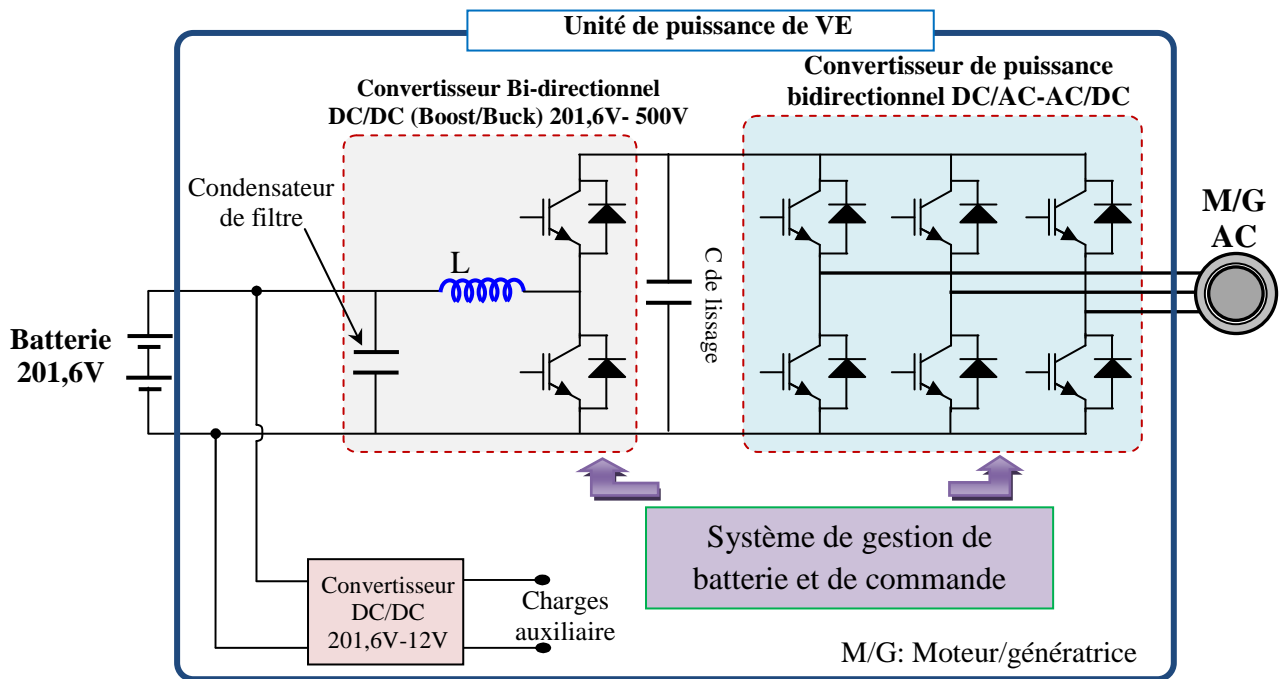 Unité de puissance de VE
Convertisseur Bi-directionnel
DC/DC (Boost/Buck) 201,6V- 500V
Convertisseur de puissance
bidirectionnel DC/AC-AC/DC
Condensateur
de filtre
L
C de lissage
M/G
AC
Batterie
201,6V
Système de gestion de
batterie et de commande
Convertisseur
DC/DC
201,6V-12V
Charges
auxiliaire
M/G: Moteur/génératrice